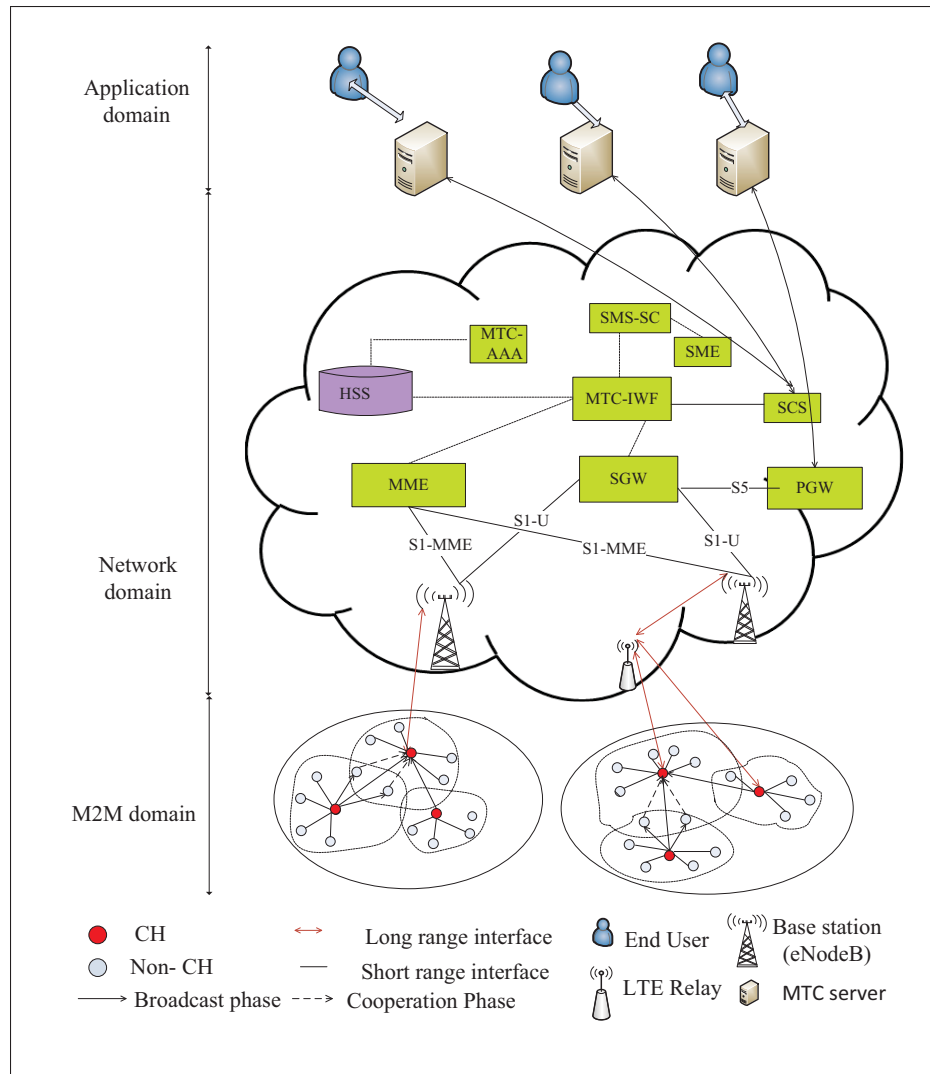 Application
domain
SMS-SC
MTC-
AAA
SME
HSS
MTC-IWF
SCS
MME
SGW
S5
PGW
S1-U
S1-MME
S1-MME
S1-U
Network
domain
M2M domain
CH
Long range interface
End User
Base station
(eNodeB)
Non- CH
Short range interface
LTE Relay
MTC server
Broadcast phase
Cooperation Phase